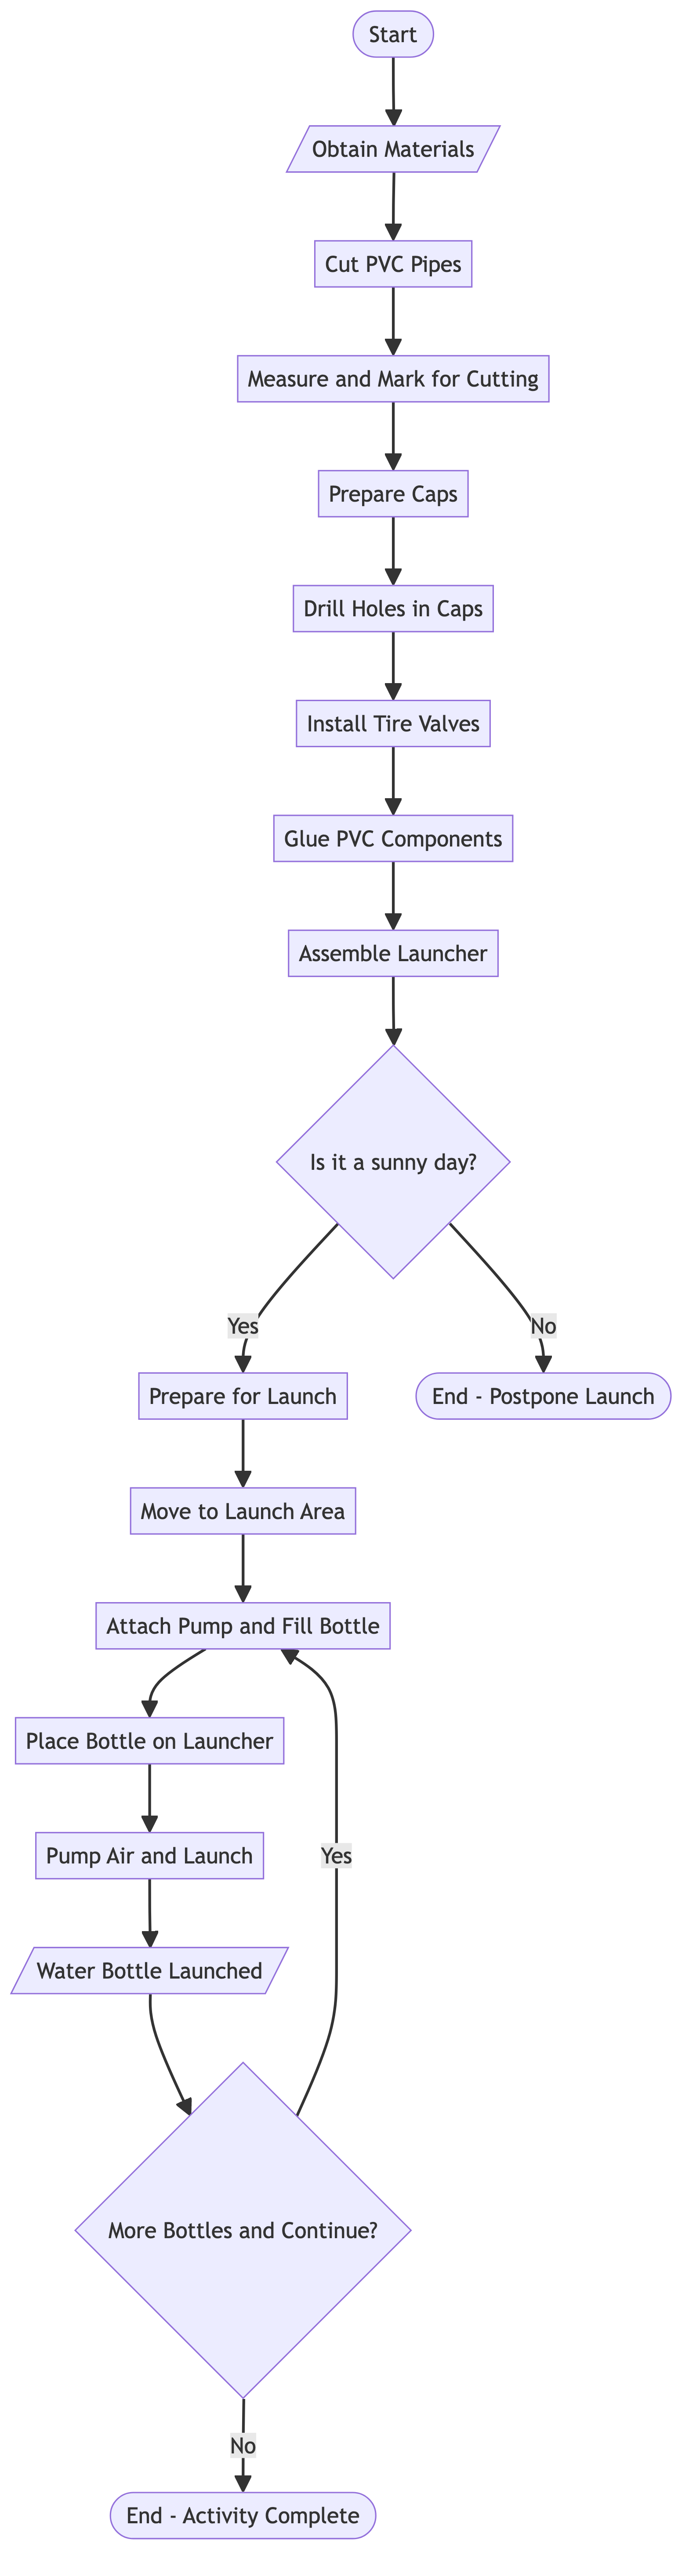 Start
Obtain Materials
Cut PVC Pipes
Measure and Mark for Cutting
Prepare Caps
Drill Holes in Caps
Install Tire Valves
Glue PVC Components
Assemble Launcher
Is it a sunny day?
Yes
No
Prepare for Launch
End - Postpone Launch
Move to Launch Area
Attach Pump and Fill Bottle
Place Bottle on Launcher
Pump Air and Launch
Yes
Water Bottle Launched
More Bottles and Continue?
No
End - Activity Complete